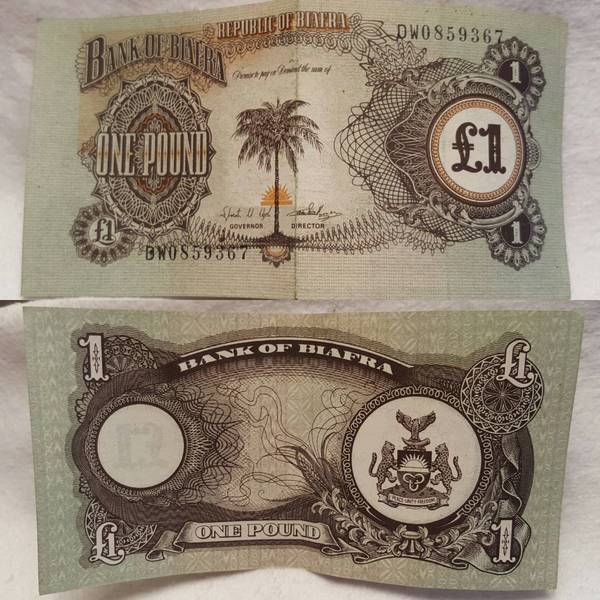 REPUBLIC OF BIAFRA
DW0859367
BANK OF BIAFRA
Promise to pay on Demand the sum of
1
ONE POUND
£1
£1
GOVERNOR DIRECTOR
1
DW0859367
BANK OF BIAFRA
1
£1
PEACE UNITY FREEDOM
£1
ONE POUND
1